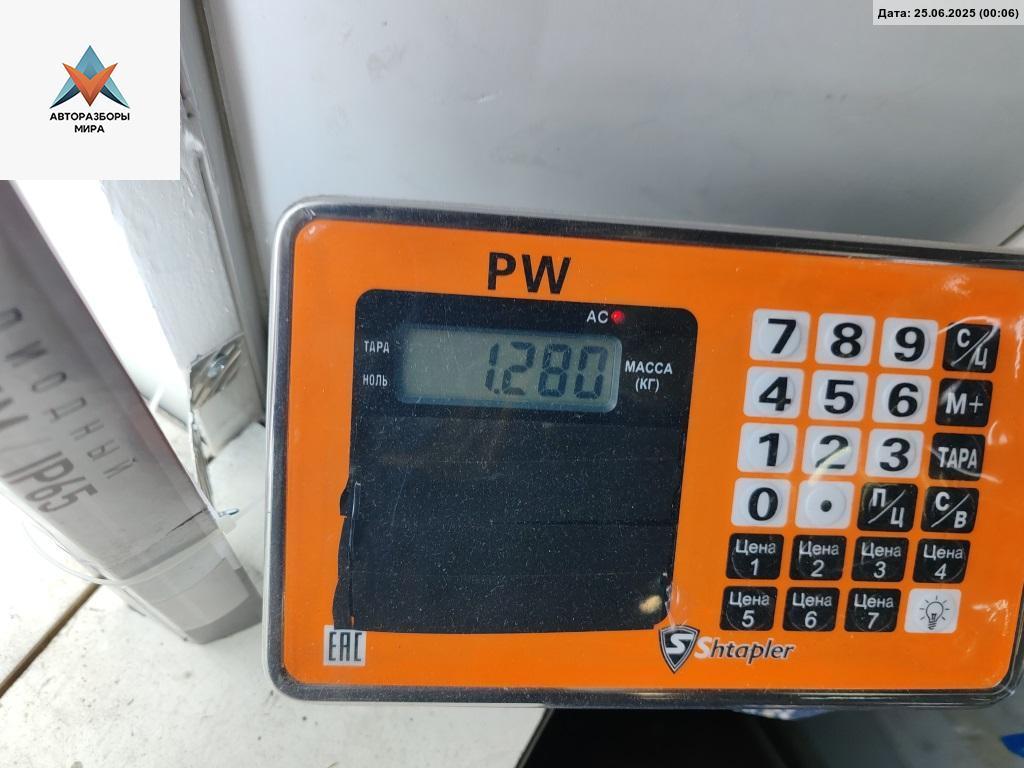 Дата: 25.06.2025 (00:06)
АВТОРАЗБОРЫ
МИРА
ДИОДНЫЙ
IP65
PW
AC
ТАРА
НОЛЬ
1.280
МАССА
(КГ)
7 8 9 С/Ц
4 5 6 М+
1 2 3 ТАРА
0 . П/Ц С/В
Цена 1 Цена 2 Цена 3 Цена 4
Цена 5 Цена 6 Цена 7
EAC
S Shtapler